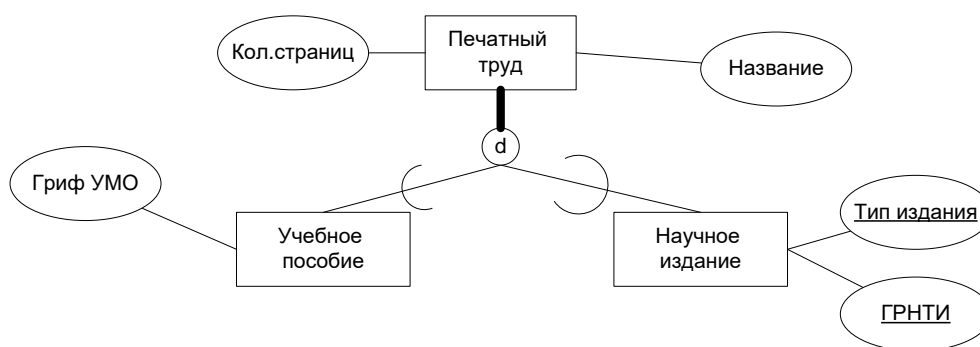 Кол.страниц
Печатный
труд
Название
d
Гриф УМО
Учебное
пособие
Научное
издание
Тип издания
ГРНТИ